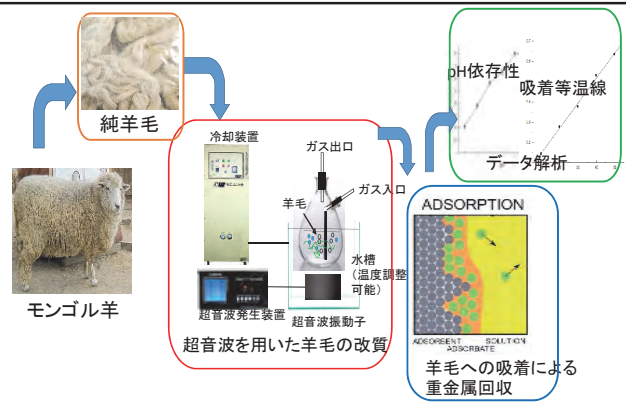 モンゴル羊
純羊毛
冷却装置
ガス出口
ガス入口
羊毛
水槽
（温度調整
可能）
超音波発生装置
超音波振動子
超音波を用いた羊毛の改質
ADSORPTION
ADSORBENT
SOLUTION
ADSORBATE
羊毛への吸着による
重金属回収
pH依存性
吸着等温線
データ解析